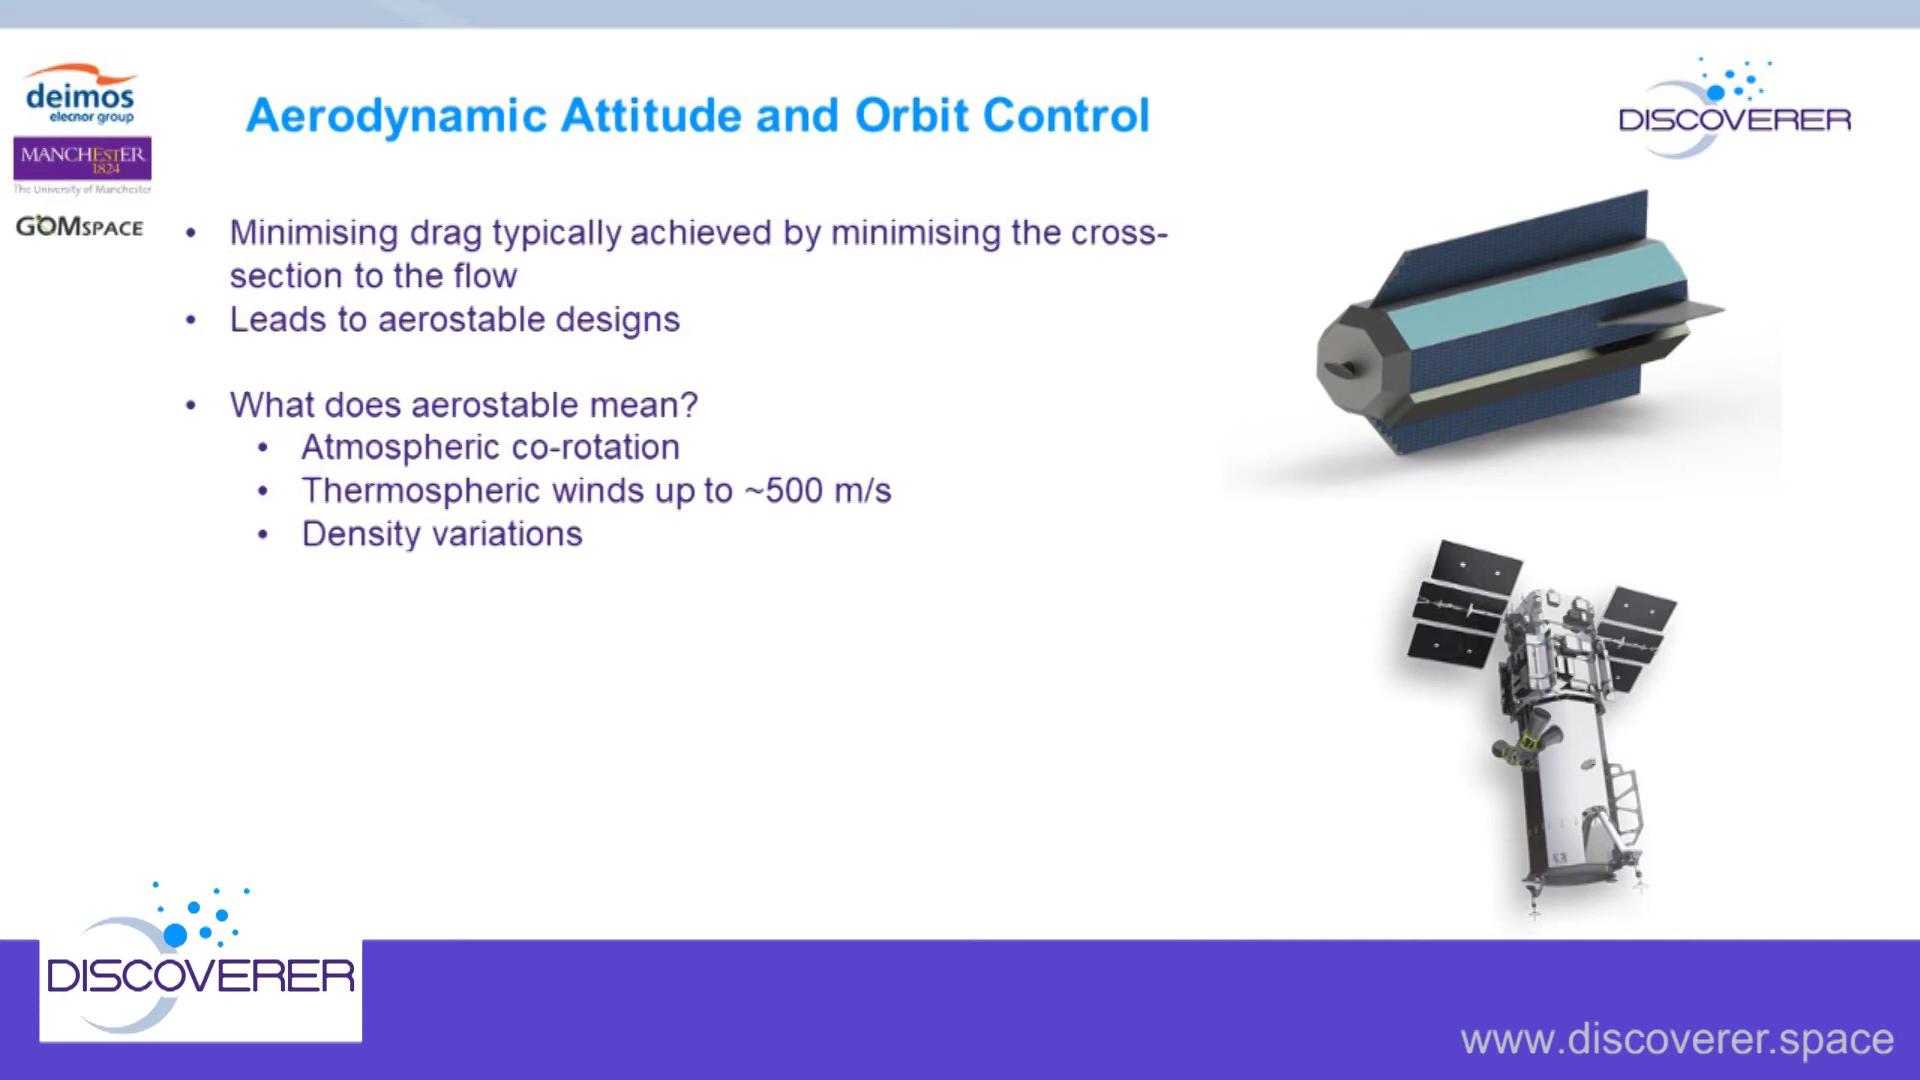 deimos
elecnor group
MANCHESTER
1824
The University of Manchester
GOMSPACE
Aerodynamic Attitude and Orbit Control
DISCOVERER
• Minimising drag typically achieved by minimising the cross-
section to the flow
• Leads to aerostable designs
• What does aerostable mean?
• Atmospheric co-rotation
• Thermospheric winds up to ~500 m/s
• Density variations
DISCOVERER
www.discoverer.space